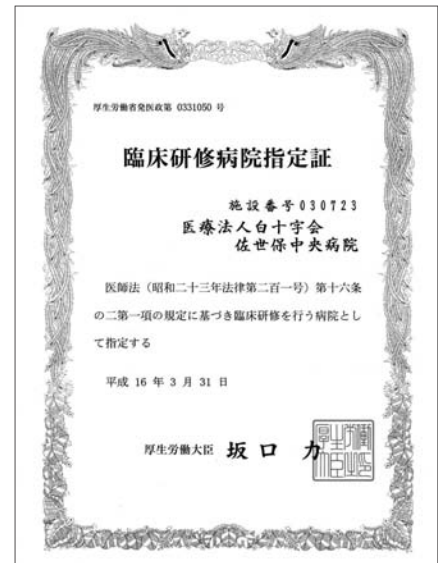 厚生労働省発医政第 0331050 号
臨床研修病院指定証
施設番号030723
医療法人白十字会
佐世保中央病院
医師法（昭和二十三年法律第二百一号）第十六条
の二第一項の規定に基づき臨床研修を行う病院とし
て指定する
平成 16 年 3 月 31 日
厚生労働大臣 坂口 力